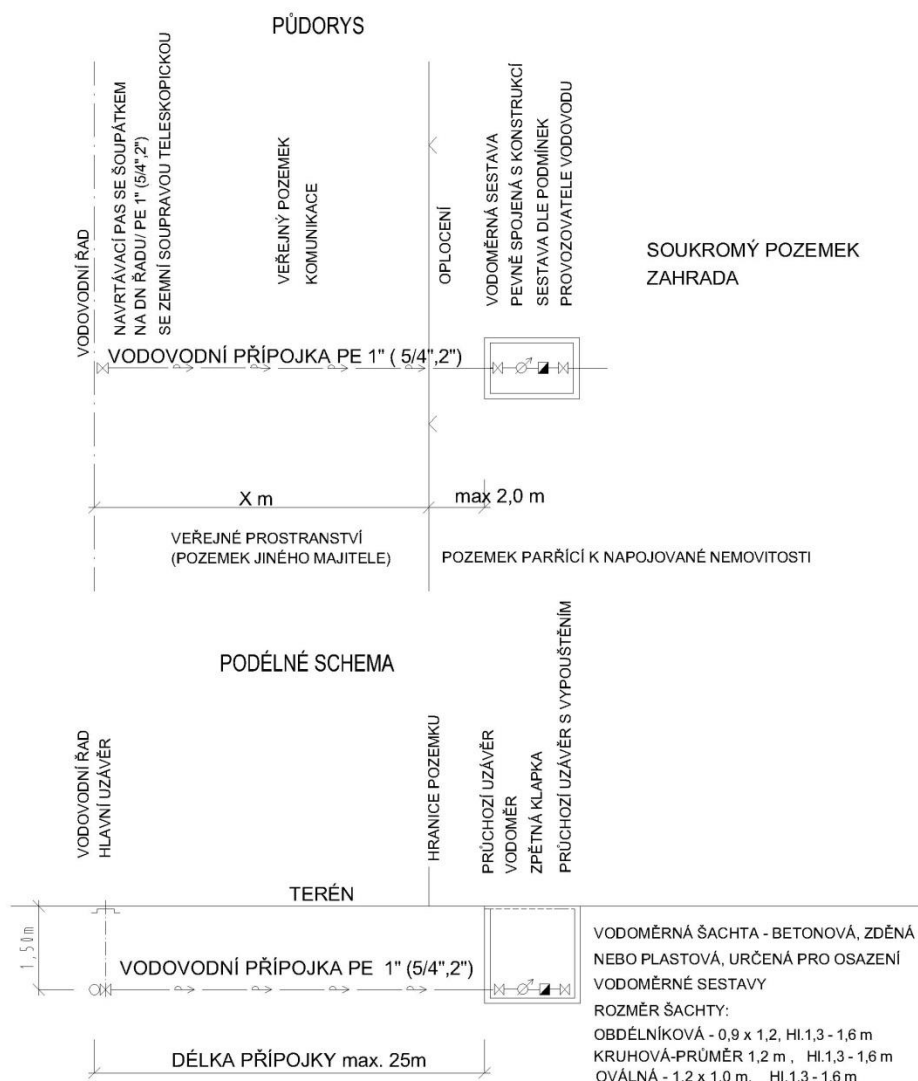 PŮDORYS
VODOVODNÍ ŘAD
NAVRTÁVACÍ PAS SE ŠOUPÁTKEM
NA DN ŘADU/ PE 1" (5/4",2")
SE ZEMNÍ SOUPRAVOU TELESKOPICKOU
VEŘEJNÝ POZEMEK
KOMUNIKACE
OPLOCENÍ
VODOMĚRNÁ SESTAVA
PEVNĚ SPOJENÁ S KONSTRUKCÍ
SESTAVA DLE PODMÍNEK
PROVOZOVATELE VODOVODU
SOUKROMÝ POZEMEK
ZAHRADA
VODOVODNÍ PŘÍPOJKA PE 1" ( 5/4",2")
X m
max 2,0 m
VEŘEJNÉ PROSTRANSTVÍ
(POZEMEK JINÉHO MAJITELE)
POZEMEK PARŘÍCÍ K NAPOJOVANÉ NEMOVITOSTI
PODÉLNÉ SCHEMA
VODOVODNÍ ŘAD
HLAVNÍ UZÁVĚR
HRANICE POZEMKU
PRŮCHOZÍ UZÁVĚR
VODOMĚR
ZPĚTNÁ KLAPKA
PRŮCHOZÍ UZÁVĚR S VYPOUŠTĚNÍM
TERÉN
1,50m
VODOVODNÍ PŘÍPOJKA PE 1" (5/4",2")
DÉLKA PŘÍPOJKY max. 25m
VODOMĚRNÁ ŠACHTA - BETONOVÁ, ZDĚNÁ
NEBO PLASTOVÁ, URČENÁ PRO OSAZENÍ
VODOMĚRNÉ SESTAVY
ROZMĚR ŠACHTY:
OBDÉLNÍKOVÁ - 0,9 x 1,2, Hl.1,3 - 1,6 m
KRUHOVÁ-PRŮMĚR 1,2 m , Hl.1,3 - 1,6 m
OVÁLNÁ - 1,2 x 1,0 m, Hl.1,3 - 1,6 m